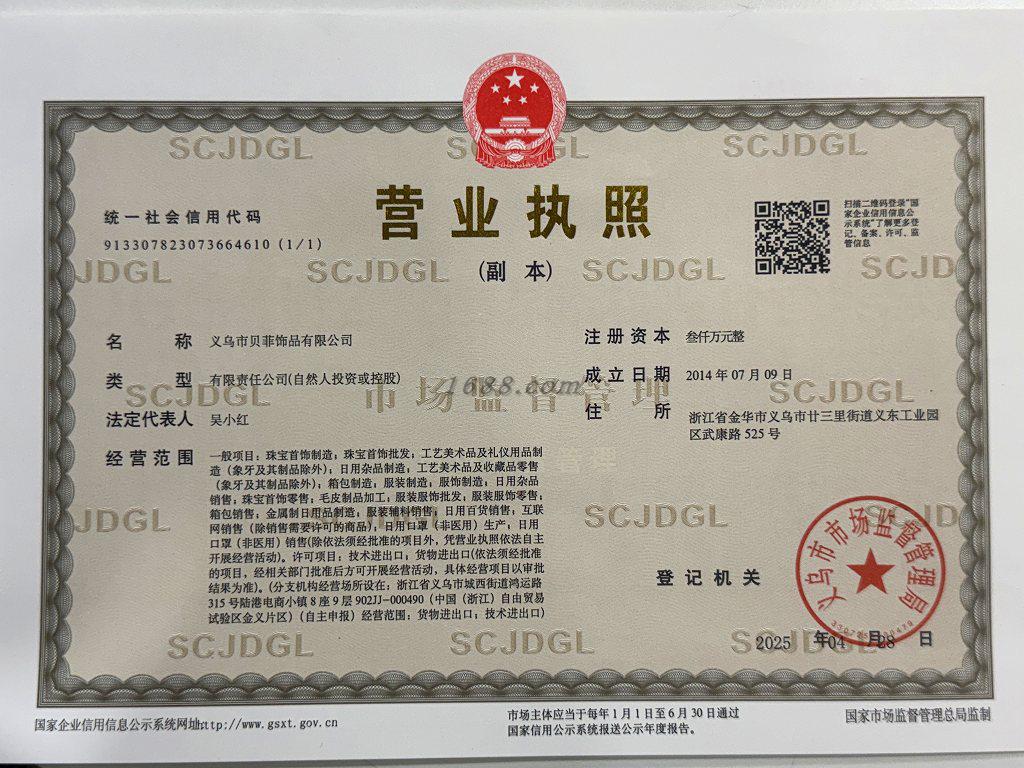 SCJDGL SCJDGL SCJDGL
统一社会信用代码
913307823073664610 (1/1)
营业执照
(副 本)
扫描二维码登录“国
家企业信用信息公
示系统”了解更多登
记、备案、许可、监
管信息
JDGL SCJDGL SCJDGL SCJD
名 称 义乌市贝菲饰品有限公司
类 型 有限责任公司(自然人投资或控股)
法定代表人 吴小红
经营范围 一般项目：珠宝首饰制造；珠宝首饰批发；工艺美术品及礼仪用品制
造（象牙及其制品除外）；日用杂品制造；工艺美术品及收藏品零售
（象牙及其制品除外）；箱包制造；服装制造；服饰制造；日用杂品
销售；珠宝首饰零售；毛皮制品加工；服装服饰批发；服装服饰零售；
箱包销售；金属制日用品制造；服装辅料销售；日用百货销售；互联
网销售（除销售需要许可的商品）；日用口罩（非医用）生产；日用
口罩（非医用）销售(除依法须经批准的项目外，凭营业执照依法自主
开展经营活动)。许可项目：技术进出口；货物进出口(依法须经批准
的项目，经相关部门批准后方可开展经营活动，具体经营项目以审批
结果为准)。(分支机构经营场所设在：浙江省义乌市城西街道鸿运路
315 号陆港电商小镇 8 座 9 层 902JJ-000490（中国（浙江）自由贸易
试验区金义片区）（自主申报）经营范围：货物进出口；技术进出口）
注册资本 叁仟万元整
成立日期 2014 年 07 月 09 日
住 所 浙江省金华市义乌市廿三里街道义东工业园
区武康路 525 号
SCJDGL 市场监督管理 SCJDGL
1688.com
JDGL SCJDGL SCJD
登记机关
义乌市市场监督管理局
2025 年 04 月 28 日
SCJDGL SCJDGL SCJDGL
国家企业信用信息公示系统网址:http://www.gsxt.gov.cn
市场主体应当于每年 1 月 1 日至 6 月 30 日通过
国家信用公示系统报送公示年度报告。
国家市场监督管理总局监制